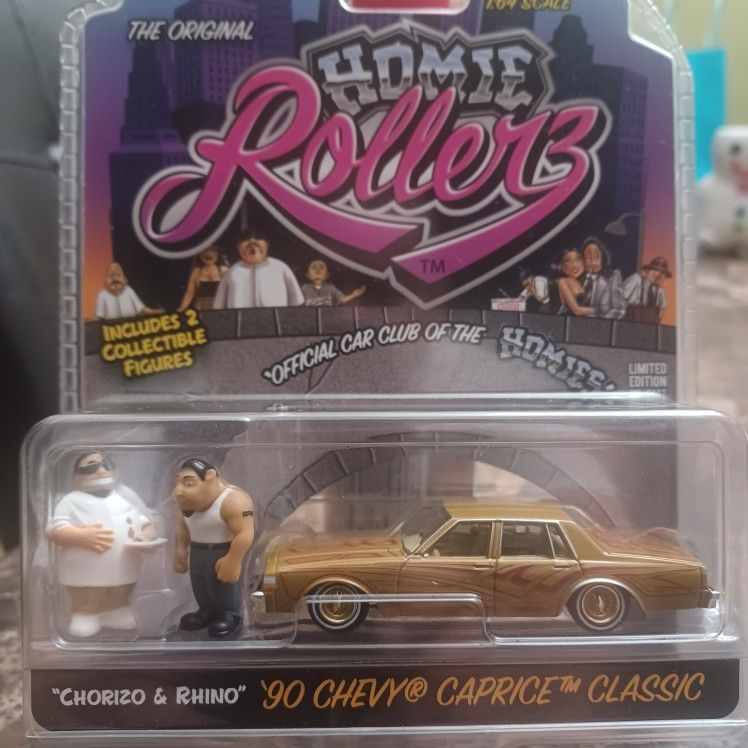 1:64 SCALE
THE ORIGINAL
HOMIE
Rollerz
TM
INCLUDES 2
COLLECTIBLE
FIGURES
"OFFICIAL CAR CLUB OF THE
HOMIES"
LIMITED
EDITION
"CHORIZO & RHINO" '90 CHEVY® CAPRICE™ CLASSIC